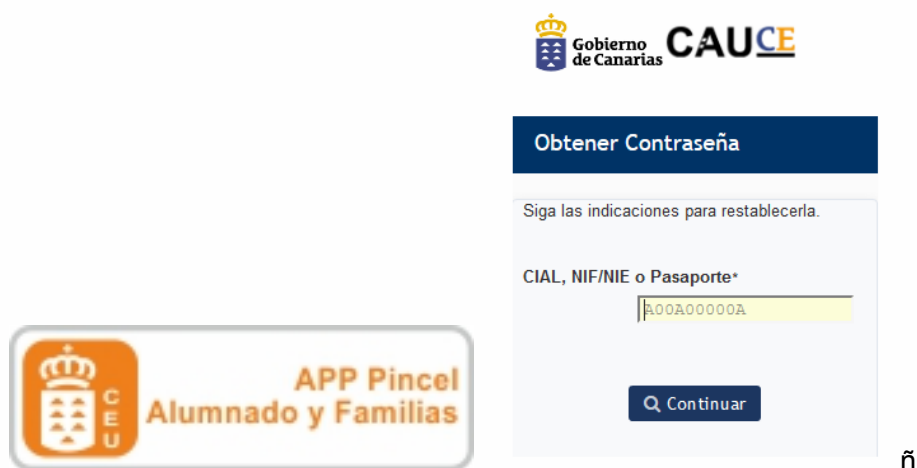 Gobierno
de Canarias
CAUCE
Obtener Contraseña
Siga las indicaciones para restablecerla.
CIAL, NIF/NIE o Pasaporte*
A00A00000A
Continuar
CEU
APP Pincel
Alumnado y Familias
ñ